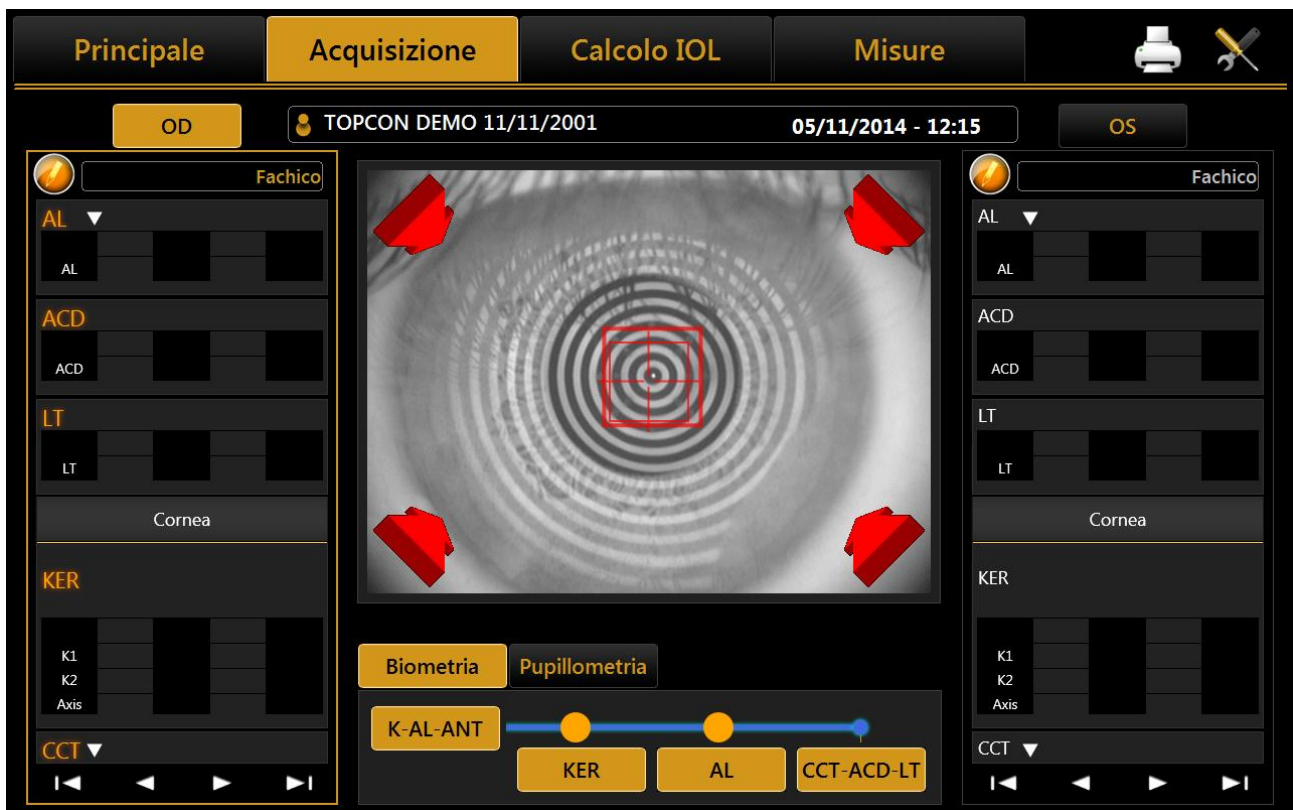 Principale Acquisizione Calcolo IOL Misure
OD TOPCON DEMO 11/11/2001 05/11/2014 - 12:15 OS
Fachico
AL
AL
ACD
ACD
LT
LT
Cornea
KER
K1
K2
Axis
CCT
Biometria Pupillometria
K-AL-ANT
KER AL CCT-ACD-LT
Fachico
AL
AL
ACD
ACD
LT
LT
Cornea
KER
K1
K2
Axis
CCT